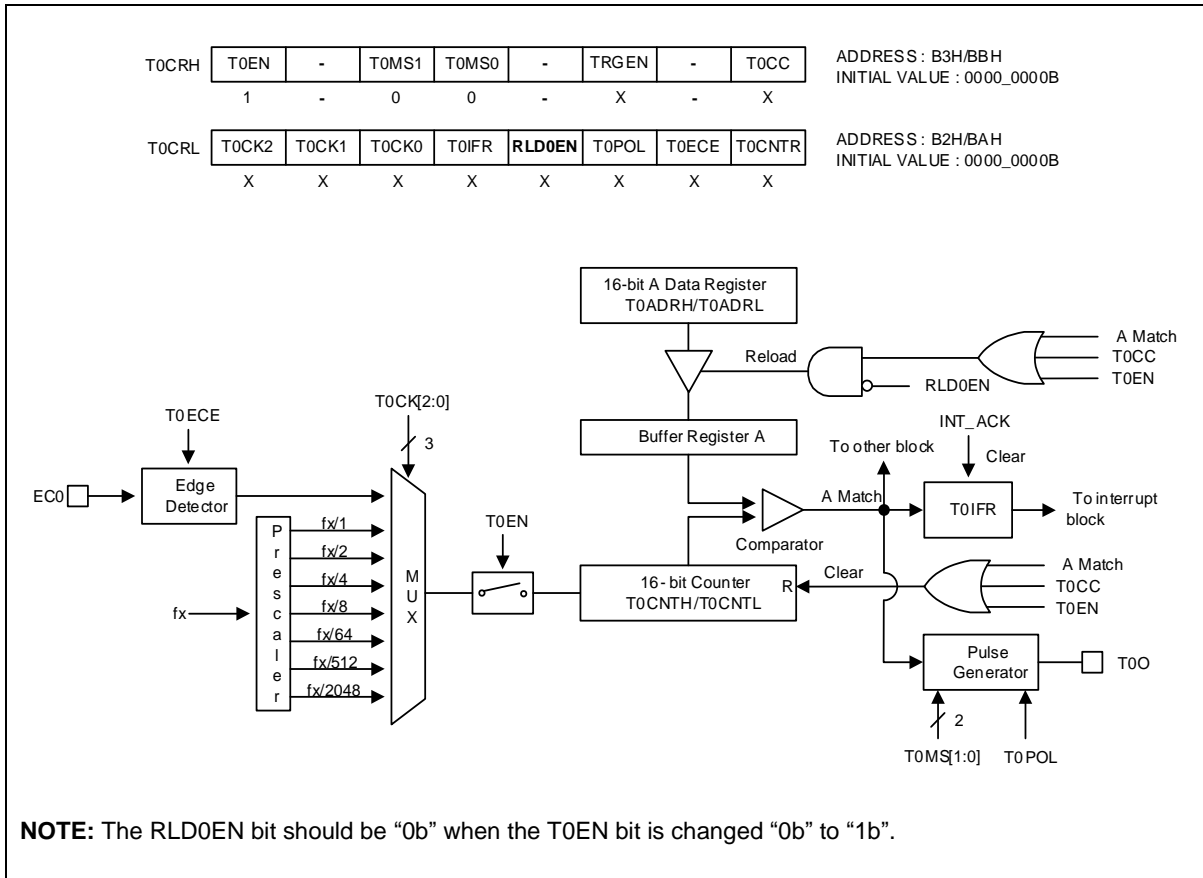 T0CRH T0EN - T0MS1 T0MS0 - TRGEN - T0CC ADDRESS : B3H/BBH
INITIAL VALUE : 0000_0000B
1 - 0 0 - X - X
T0CRL T0CK2 T0CK1 T0CK0 T0IFR RLD0EN T0POL T0ECE T0CNTR ADDRESS : B2H/BAH
INITIAL VALUE : 0000_0000B
X X X X X X X X
16-bit A Data Register
T0ADRH/T0ADRL
Reload
A Match
T0CC
T0EN
RLD0EN
Buffer Register A
T0ECE
T0CK[2:0]
3
EC0
Edge
Detector
To other block
INT_ACK
Clear
A Match
T0IFR
To interrupt
block
Comparator
Prescaler
fx
fx/1
fx/2
fx/4
fx/8
fx/64
fx/512
fx/2048
MUX
T0EN
16- bit Counter
T0CNTH/T0CNTL
R
Clear
A Match
T0CC
T0EN
Pulse
Generator
T0O
2
T0MS[1:0]
T0POL
NOTE: The RLD0EN bit should be “0b” when the T0EN bit is changed “0b” to “1b”.